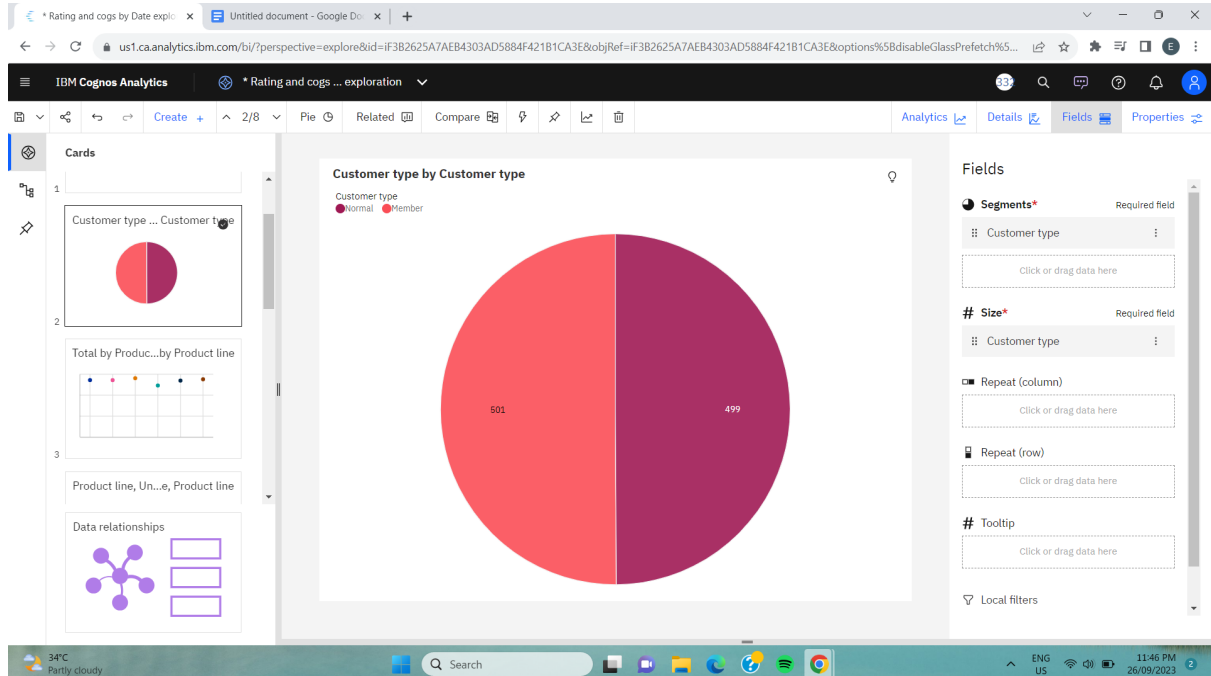 * Rating and cogs by Date explo
Untitled document - Google Do
us1.ca.analytics.ibm.com/bi/?perspective=explore&id=iF3B2625A7AEB4303AD5884F421B1CA3E&objRef=iF3B2625A7AEB4303AD5884F421B1CA3E&options%5BdisableGlassPrefetch%5...
E
IBM Cognos Analytics
* Rating and cogs ... exploration
Create +
2/8
Pie
Related
Compare
Analytics
Details
Fields
Properties
Cards
1
Customer type ... Customer type
2
Total by Produc...by Product line
3
Product line, Un...e, Product line
Data relationships
Customer type by Customer type
Customer type
Normal Member
501
499
Fields
Segments* Required field
Customer type
Click or drag data here
# Size* Required field
Customer type
Repeat (column)
Click or drag data here
Repeat (row)
Click or drag data here
# Tooltip
Click or drag data here
Local filters
34°C
Partly cloudy
Search
ENG
US
11:46 PM
26/09/2023
2